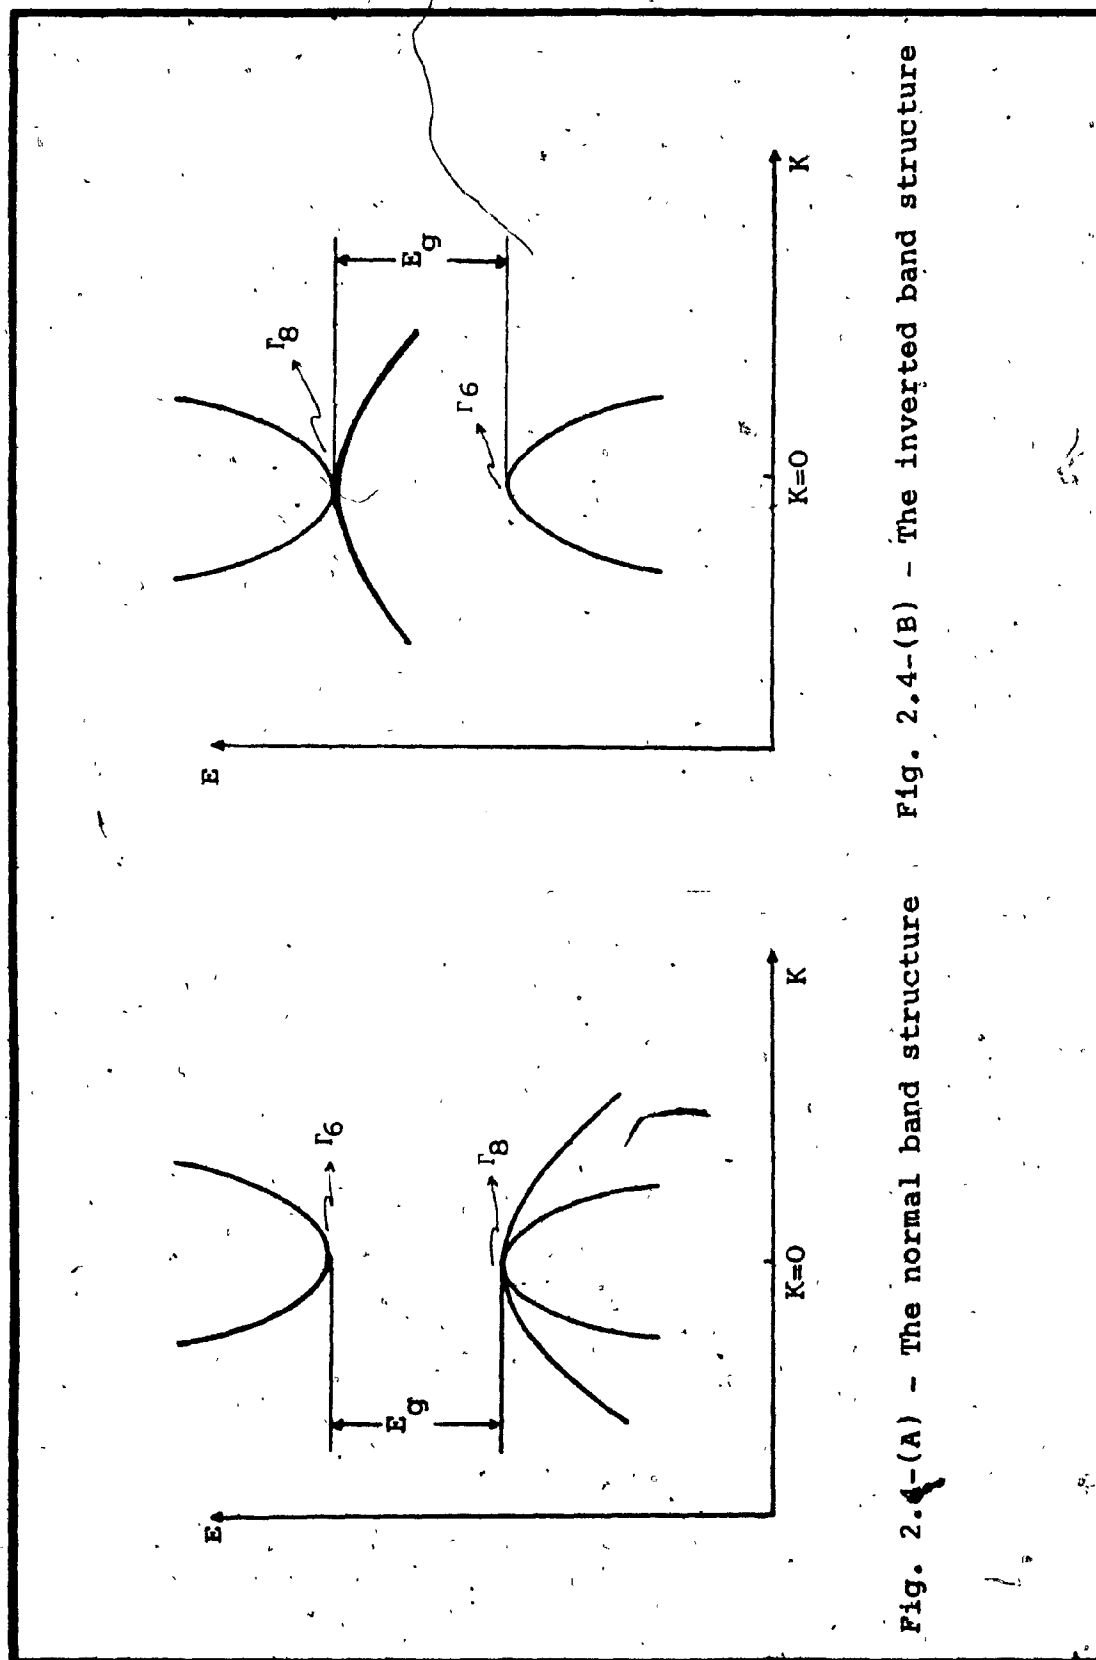 E
Γ6
Eg
Γ8
K=0
K
Fig. 2.4-(A) - The normal band structure
E
Γ8
Eg
Γ6
K=0
K
Fig. 2.4-(B) - The inverted band structure